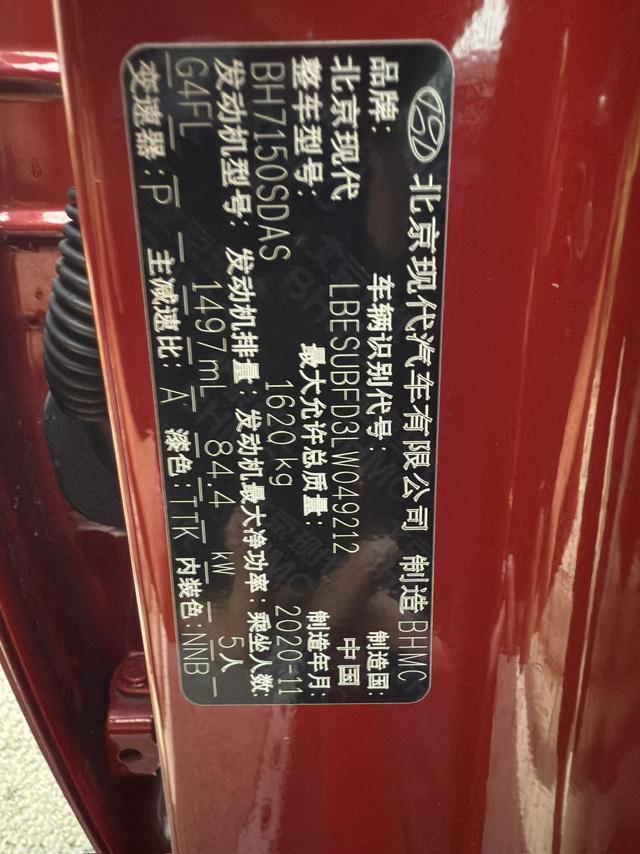 北京现代汽车有限公司 制造 BHMC
品牌: 车辆识别代号: 制造国:
北京现代 LBESUBFD3LW049212 中国
整车型号: 最大允许总质量: 制造年月:
BH7150SDAS 1620 kg 2020-11
发动机型号: 发动机排量: 发动机最大净功率: 乘坐人数:
G4FL 1497mL 84.4 kW 5人
变速器: P 主减速比: A 漆色: TTK 内装色: NNB